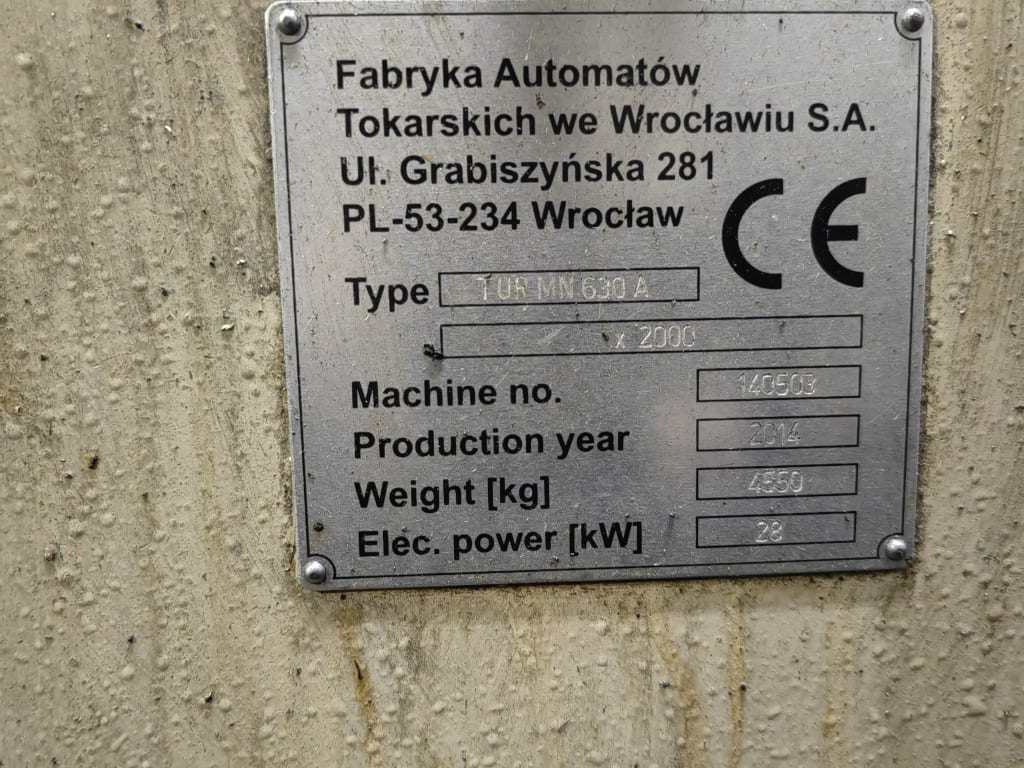 Fabryka Automatów
Tokarskich we Wrocławiu S.A.
Ul. Grabiszyńska 281
PL-53-234 Wrocław
CE
Type TUR MN 630 A
x 2000
Machine no. 140503
Production year 2014
Weight [kg] 4550
Elec. power [kW] 28